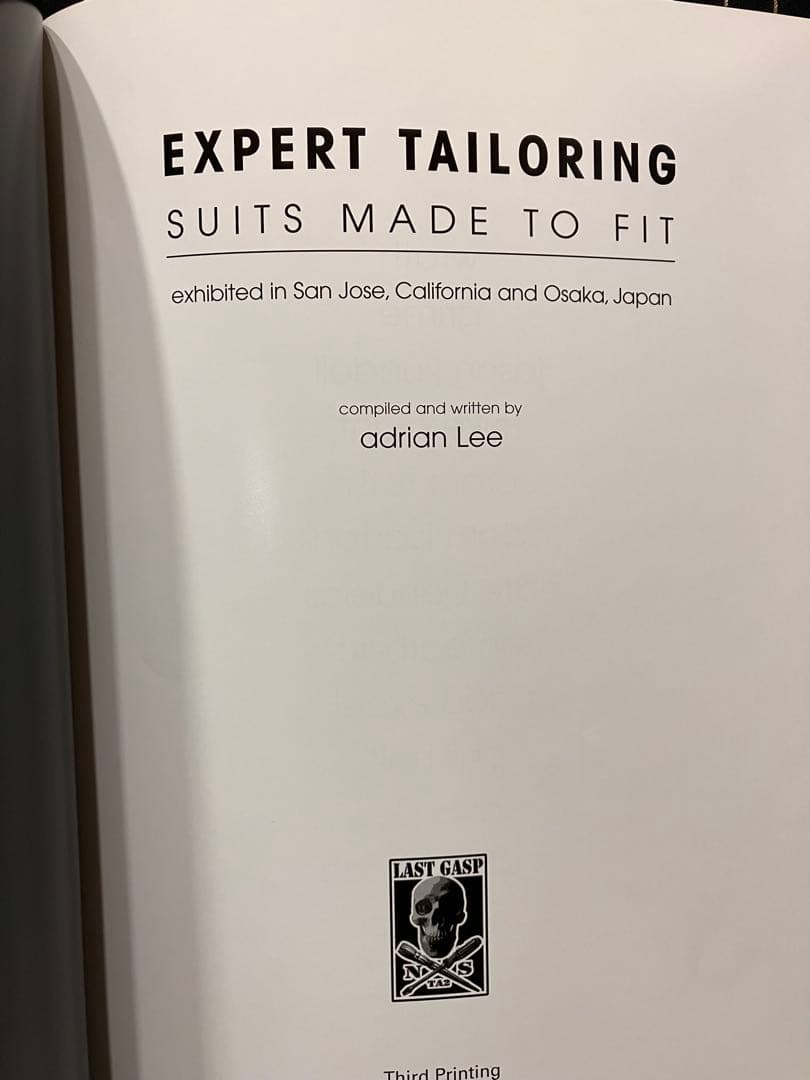 EXPERT TAILORING
SUITS MADE TO FIT
exhibited in San Jose, California and Osaka, Japan
compiled and written by
adrian Lee
LAST GASP
Third Printing